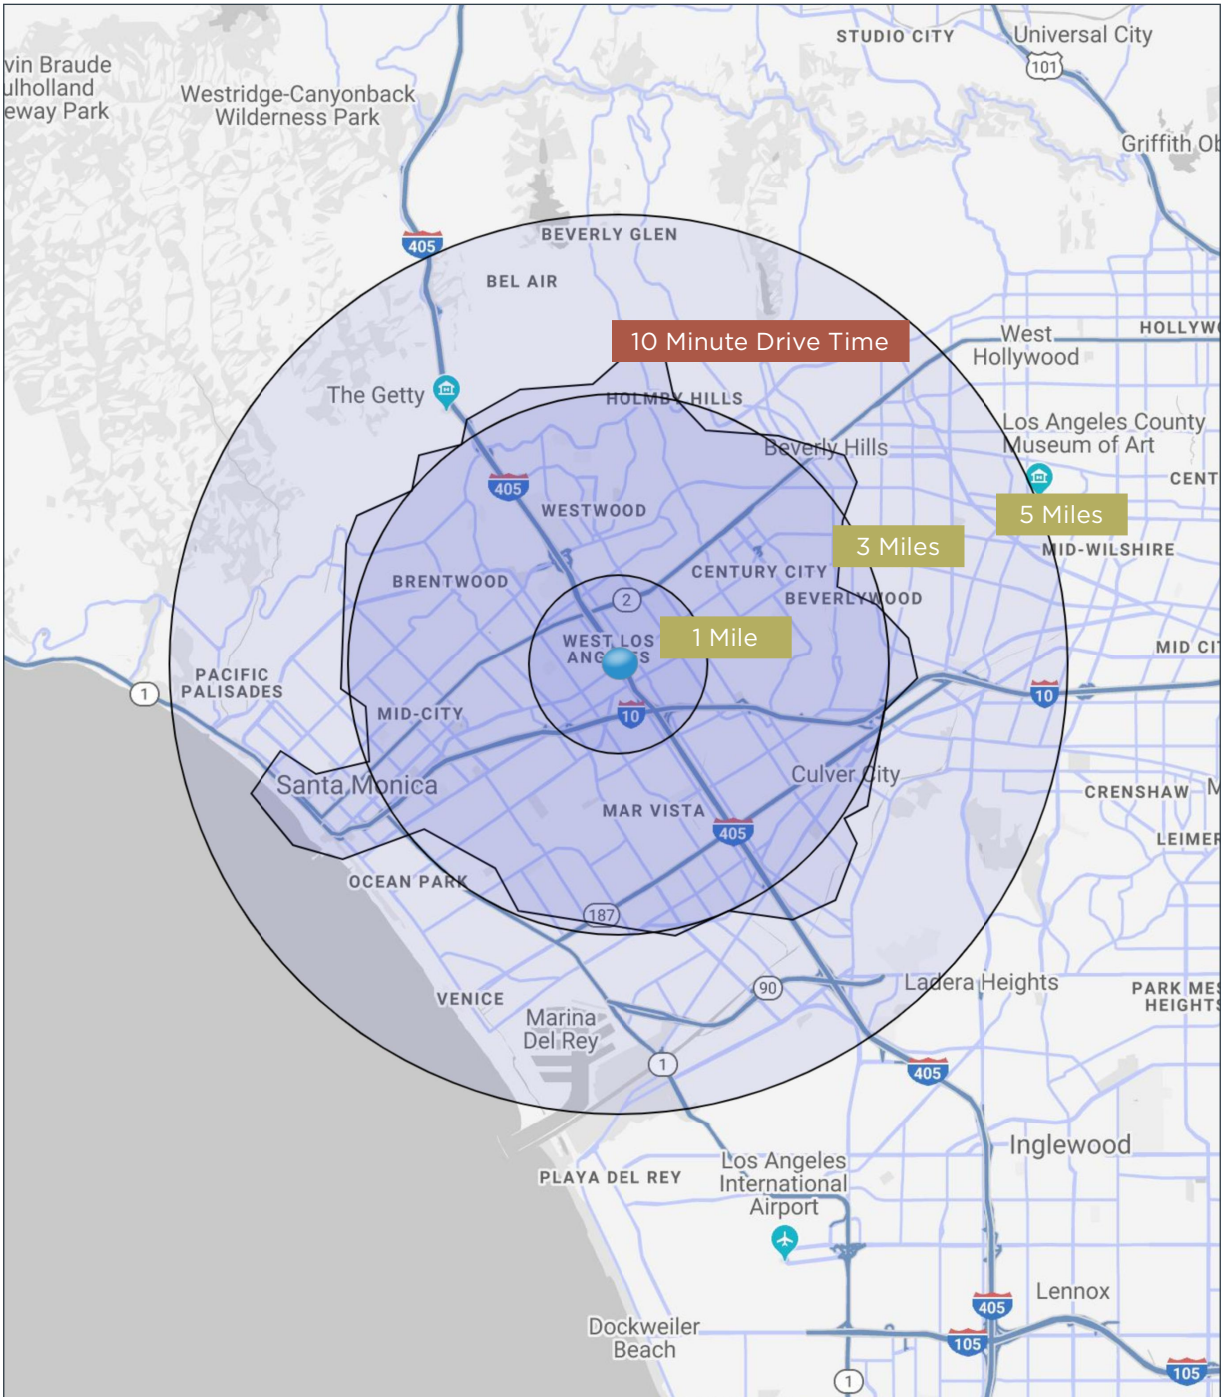 STUDIO CITY
Universal City
101
vin Braude
ulholland
eway Park
Westridge-Canyonback
Wilderness Park
Griffith Ob
405
BEVERLY GLEN
BEL AIR
10 Minute Drive Time
West
Hollywood
HOLLYWO
The Getty
HOLMBY HILLS
Los Angeles County
Museum of Art
Beverly Hills
CENT
405
WESTWOOD
5 Miles
3 Miles
MID-WILSHIRE
BRENTWOOD
CENTURY CITY
2
BEVERLYWOOD
WEST LOS
ANGELES
1 Mile
MID CIT
PACIFIC
PALISADES
1
10
MID-CITY
10
Santa Monica
Culver City
CRENSHAW
M
MAR VISTA
405
LEIMER
OCEAN PARK
187
90
Ladera Heights
PARK MES
HEIGHTS
VENICE
Marina
Del Rey
1
405
Inglewood
PLAYA DEL REY
Los Angeles
International
Airport
Lennox
405
Dockweiler
Beach
105
105
1